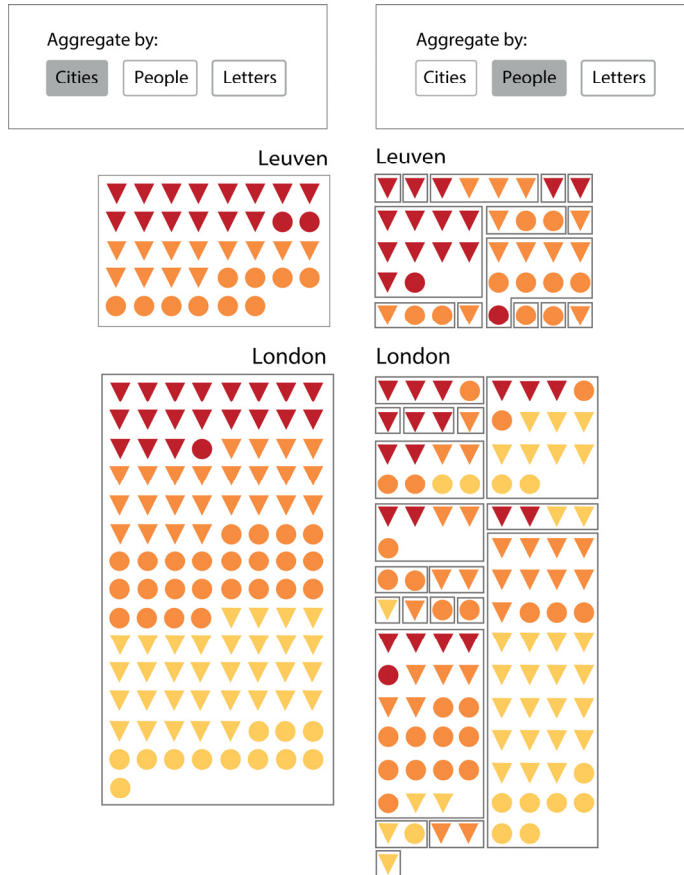 Aggregate by:
Cities People Letters
Leuven
London
Aggregate by:
Cities People Letters
Leuven
London